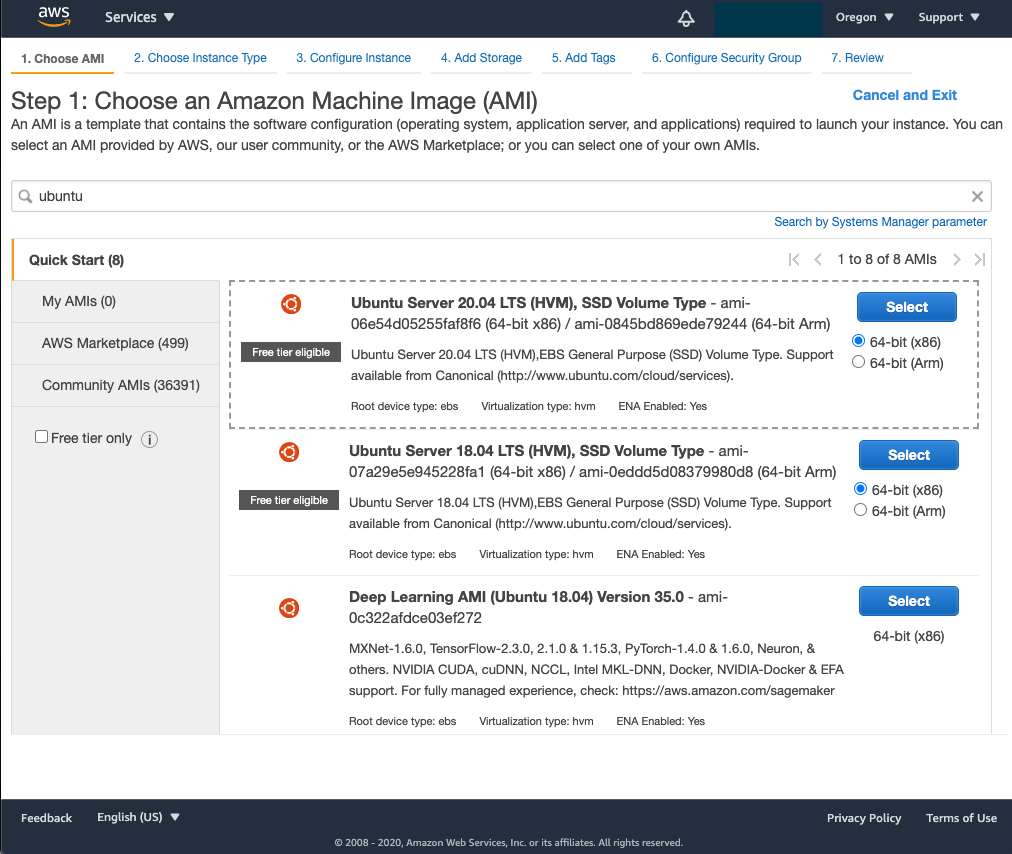 aws
Services
Oregon
Support
1. Choose AMI
2. Choose Instance Type
3. Configure Instance
4. Add Storage
5. Add Tags
6. Configure Security Group
7. Review
Step 1: Choose an Amazon Machine Image (AMI)
Cancel and Exit
An AMI is a template that contains the software configuration (operating system, application server, and applications) required to launch your instance. You can
select an AMI provided by AWS, our user community, or the AWS Marketplace; or you can select one of your own AMIs.
ubuntu
Search by Systems Manager parameter
Quick Start (8)
1 to 8 of 8 AMIs
My AMIs (0)
AWS Marketplace (499)
Community AMIs (36391)
Free tier only
Ubuntu Server 20.04 LTS (HVM), SSD Volume Type - ami-
06e54d05255faf8f6 (64-bit x86) / ami-0845bd869ede79244 (64-bit Arm)
Free tier eligible
Ubuntu Server 20.04 LTS (HVM),EBS General Purpose (SSD) Volume Type. Support
available from Canonical (http://www.ubuntu.com/cloud/services).
Root device type: ebs Virtualization type: hvm ENA Enabled: Yes
Select
64-bit (x86)
64-bit (Arm)
Ubuntu Server 18.04 LTS (HVM), SSD Volume Type - ami-
07a29e5e945228fa1 (64-bit x86) / ami-0eddd5d08379980d8 (64-bit Arm)
Free tier eligible
Ubuntu Server 18.04 LTS (HVM),EBS General Purpose (SSD) Volume Type. Support
available from Canonical (http://www.ubuntu.com/cloud/services).
Root device type: ebs Virtualization type: hvm ENA Enabled: Yes
Select
64-bit (x86)
64-bit (Arm)
Deep Learning AMI (Ubuntu 18.04) Version 35.0 - ami-
0c322afdce03ef272
MXNet-1.6.0, TensorFlow-2.3.0, 2.1.0 & 1.15.3, PyTorch-1.4.0 & 1.6.0, Neuron, &
others. NVIDIA CUDA, cuDNN, NCCL, Intel MKL-DNN, Docker, NVIDIA-Docker & EFA
support. For fully managed experience, check: https://aws.amazon.com/sagemaker
Root device type: ebs Virtualization type: hvm ENA Enabled: Yes
Select
64-bit (x86)
Feedback
English (US)
Privacy Policy
Terms of Use
© 2008 - 2020, Amazon Web Services, Inc. or its affiliates. All rights reserved.